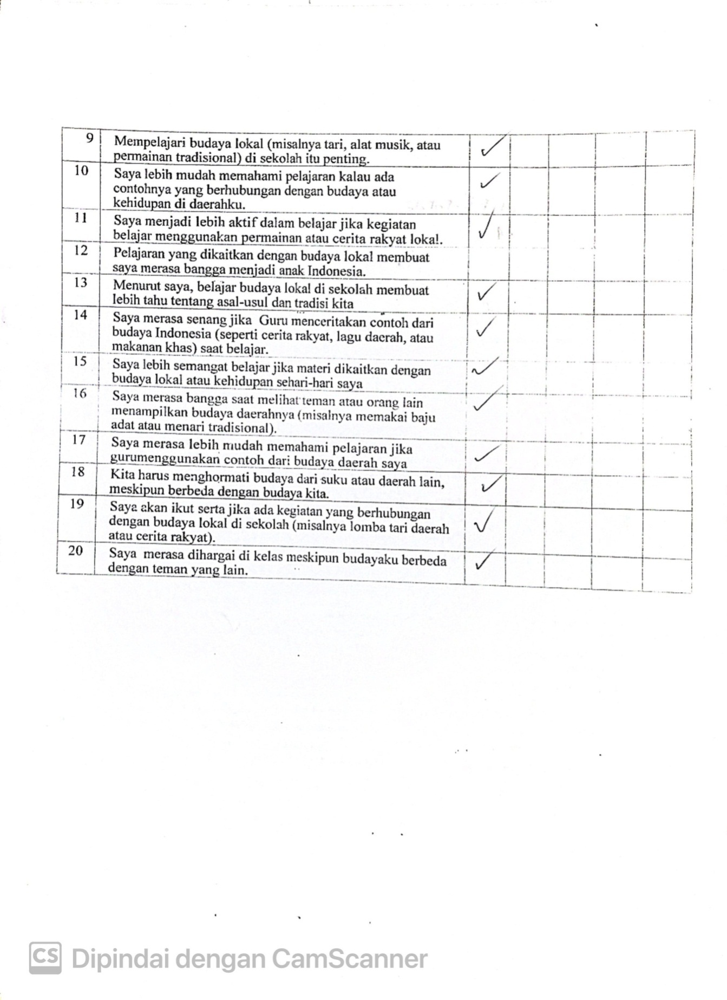 9 Mempelajari budaya lokal (misalnya tari, alat musik, atau
permainan tradisional) di sekolah itu penting. ✓
10 Saya lebih mudah memahami pelajaran kalau ada
contohnya yang berhubungan dengan budaya atau ✓
kehidupan di daerahku.
11 Saya menjadi lebih aktif dalam belajar jika kegiatan ✓
belajar menggunakan permainan atau cerita rakyat lokal.
12 Pelajaran yang dikaitkan dengan budaya lokal membuat
saya merasa bangga menjadi anak Indonesia.
13 Menurut saya, belajar budaya lokal di sekolah membuat ✓
lebih tahu tentang asal-usul dan tradisi kita
14 Saya merasa senang jika Guru menceritakan contoh dari
budaya Indonesia (seperti cerita rakyat, lagu daerah, atau ✓
makanan khas) saat belajar.
15 Saya lebih semangat belajar jika materi dikaitkan dengan ✓
budaya lokal atau kehidupan sehari-hari saya
16 Saya merasa bangga saat melihat teman atau orang lain ✓
menampilkan budaya daerahnya (misalnya memakai baju
adat atau menari tradisional).
17 Saya merasa lebih mudah memahami pelajaran jika ✓
gurumenggunakan contoh dari budaya daerah saya
18 Kita harus menghormati budaya dari suku atau daerah lain, ✓
meskipun berbeda dengan budaya kita.
19 Saya akan ikut serta jika ada kegiatan yang berhubungan
dengan budaya lokal di sekolah (misalnya lomba tari daerah ✓
atau cerita rakyat).
20 Saya merasa dihargai di kelas meskipun budayaku berbeda ✓
dengan teman yang lain.
CS Dipindai dengan CamScanner